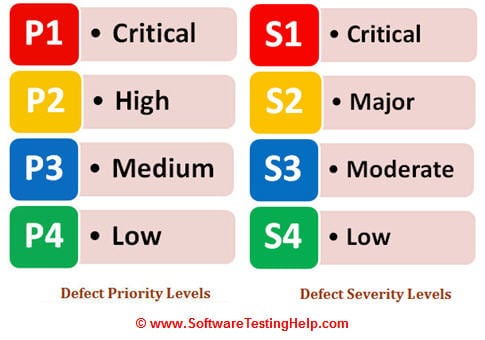 P1 • Critical
P2 • High
P3 • Medium
P4 • Low
Defect Priority Levels
S1 • Critical
S2 • Major
S3 • Moderate
S4 • Low
Defect Severity Levels
© www.SoftwareTestingHelp.com